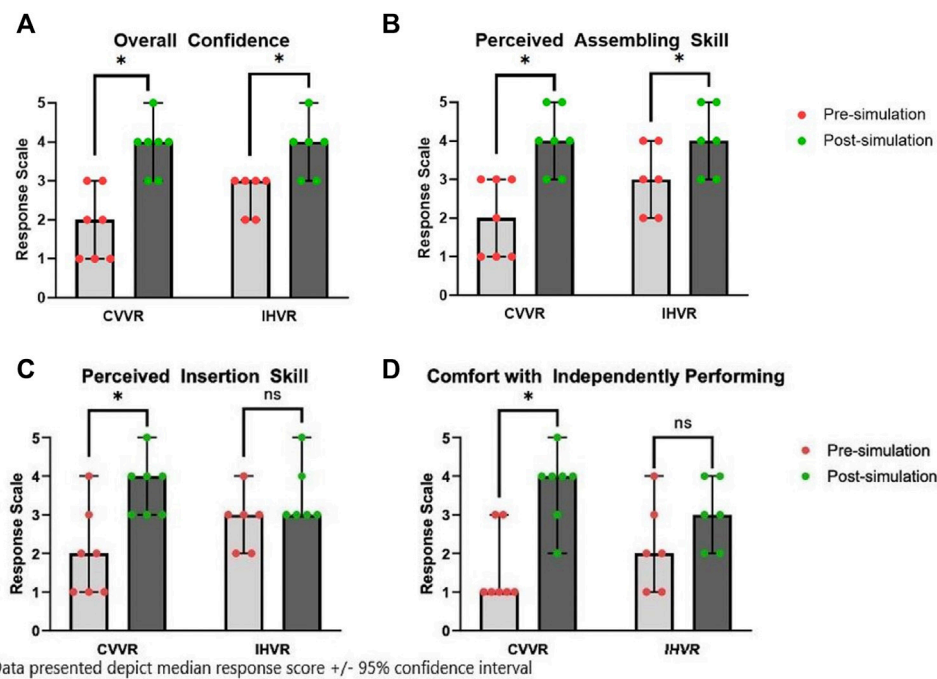 A
Overall Confidence
*
*
Response Scale
5
4
3
2
1
0
CVVR
IHVR
B
Perceived Assembling Skill
*
*
Response Scale
5
4
3
2
1
0
CVVR
IHVR
Pre-simulation
Post-simulation
C
Perceived Insertion Skill
*
ns
Response Scale
5
4
3
2
1
0
CVVR
IHVR
D
Comfort with Independently Performing
*
ns
Response Scale
5
4
3
2
1
0
CVVR
IHVR
Pre-simulation
Post-simulation
Data presented depict median response score +/- 95% confidence interval